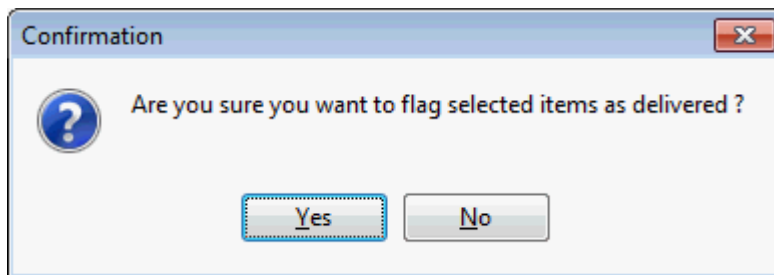 Confirmation
Are you sure you want to flag selected items as delivered ?
Yes
No